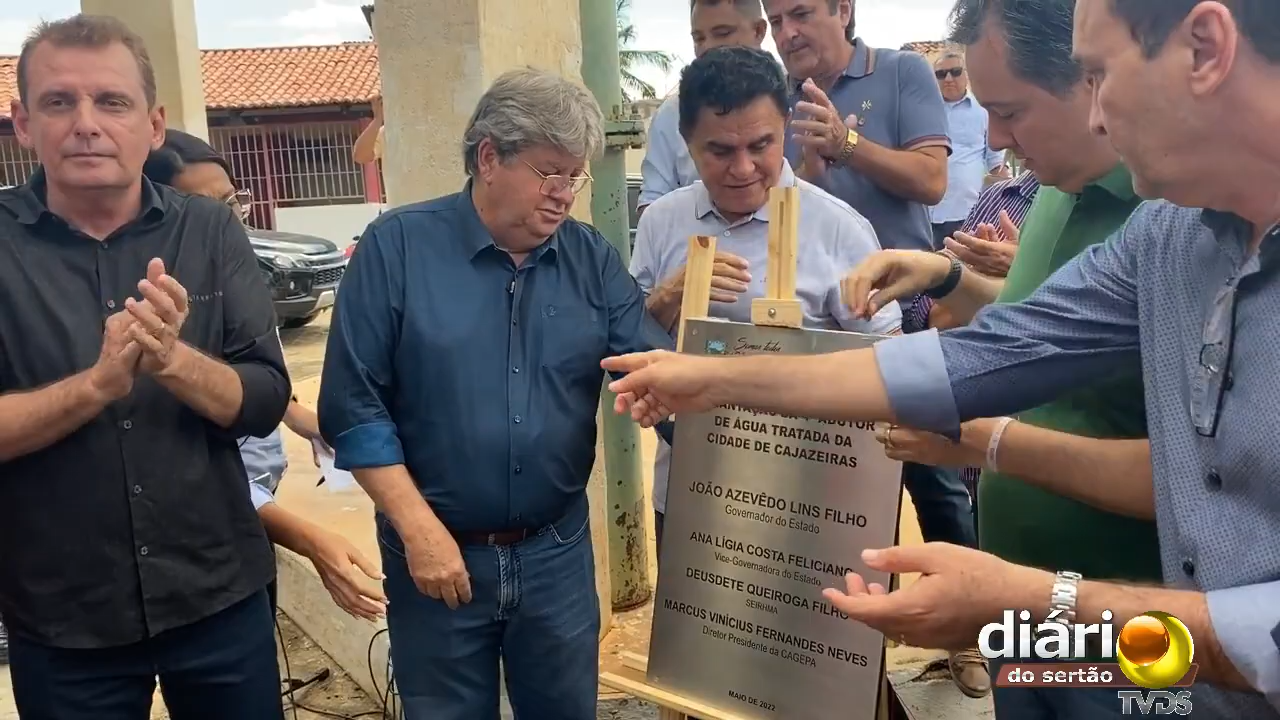 Somos todos
DE ÁGUA TRATADA DA
CIDADE DE CAJAZEIRAS
JOÃO AZEVÊDO LINS FILHO
Governador do Estado
ANA LÍGIA COSTA FELICIANO
Vice-Governadora do Estado
DEUSDETE QUEIROGA FILHO
SEIRHMA
MARCUS VINÍCIUS FERNANDES NEVES
Diretor Presidente da CAGEPA
MAIO DE 2022
diário
do sertão
TVDS